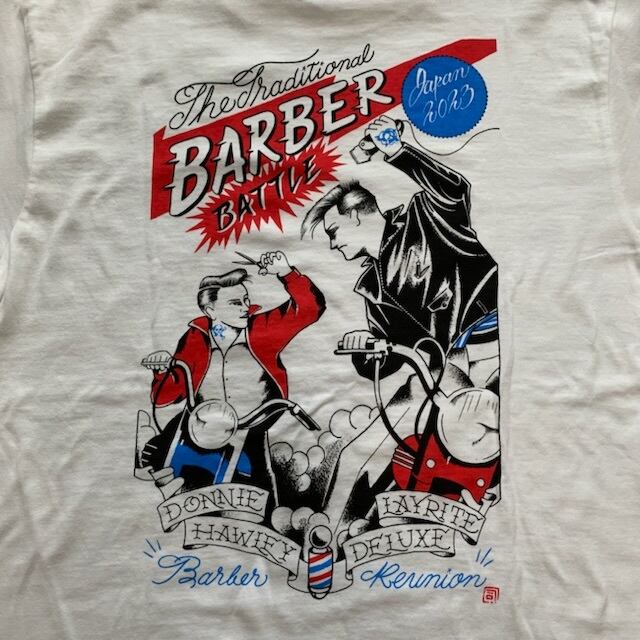 The Traditional
BARBER
BATTLE
Japan
2023
DONNIE
HAWLEY
LAYRITE
DELUXE
Barber Reunion